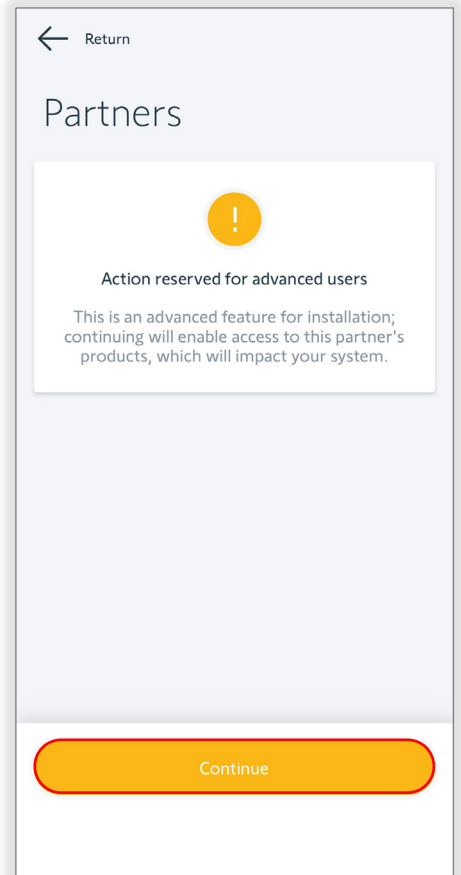 Return
Partners
!
Action reserved for advanced users
This is an advanced feature for installation;
continuing will enable access to this partner's
products, which will impact your system.
Continue